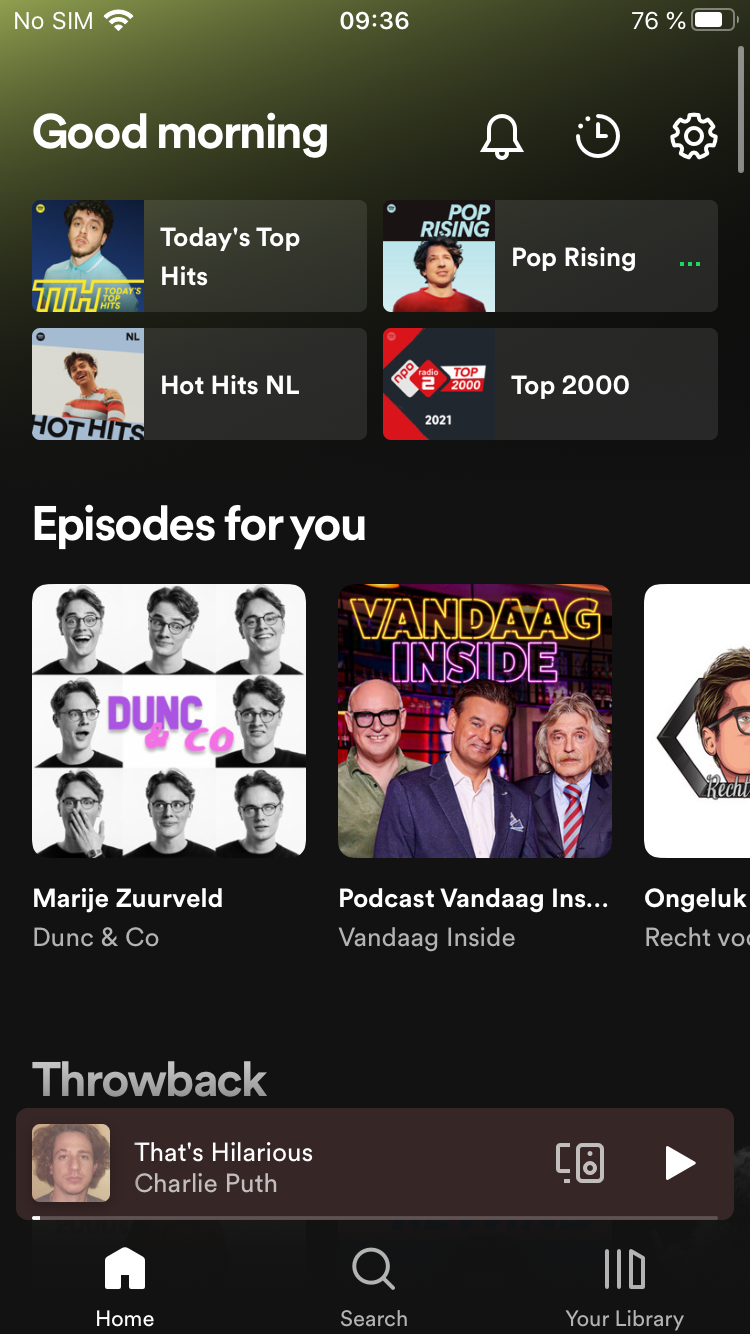 No SIM 09:36 76 %
Good morning
TTH TODAY'S TOP HITS
Today's Top
Hits
POP
RISING
Pop Rising
NL
HOT HITS
Hot Hits NL
npo radio 2 TOP 2000
2021
Top 2000
Episodes for you
DUNC
& CO
VANDAAG
INSIDE
Recht
Marije Zuurveld
Dunc & Co
Podcast Vandaag Ins...
Vandaag Inside
Ongeluk
Recht voo
Throwback
That's Hilarious
Charlie Puth
Home Search Your Library